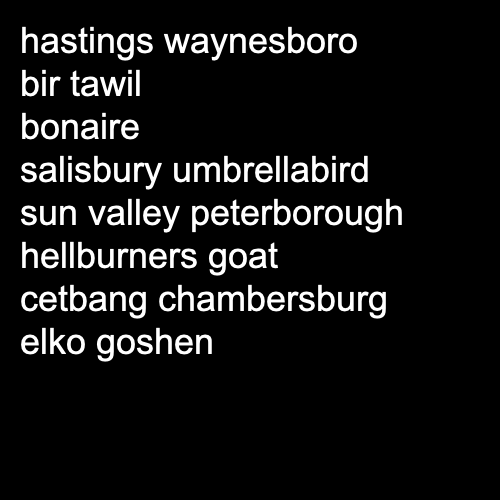 hastings waynesboro
bir tawil
bonaire
salisbury umbrellabird
sun valley peterborough
hellburners goat
cetbang chambersburg
elko goshen